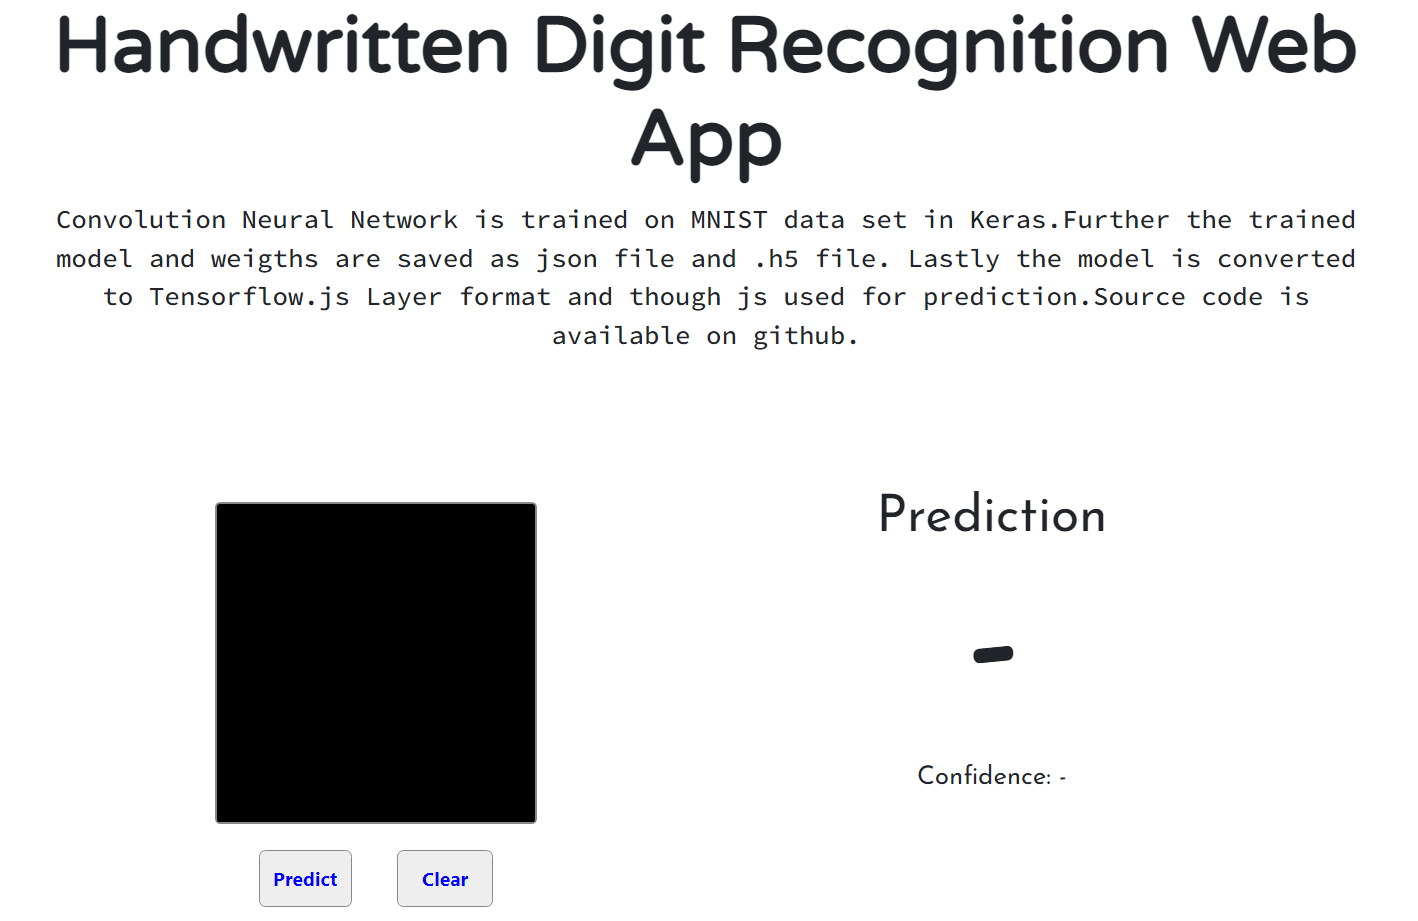 Handwritten Digit Recognition Web
App
Convolution Neural Network is trained on MNIST data set in Keras.Further the trained
model and weigths are saved as json file and .h5 file. Lastly the model is converted
to Tensorflow.js Layer format and though js used for prediction.Source code is
available on github.
Prediction
-
Confidence: -
Predict
Clear